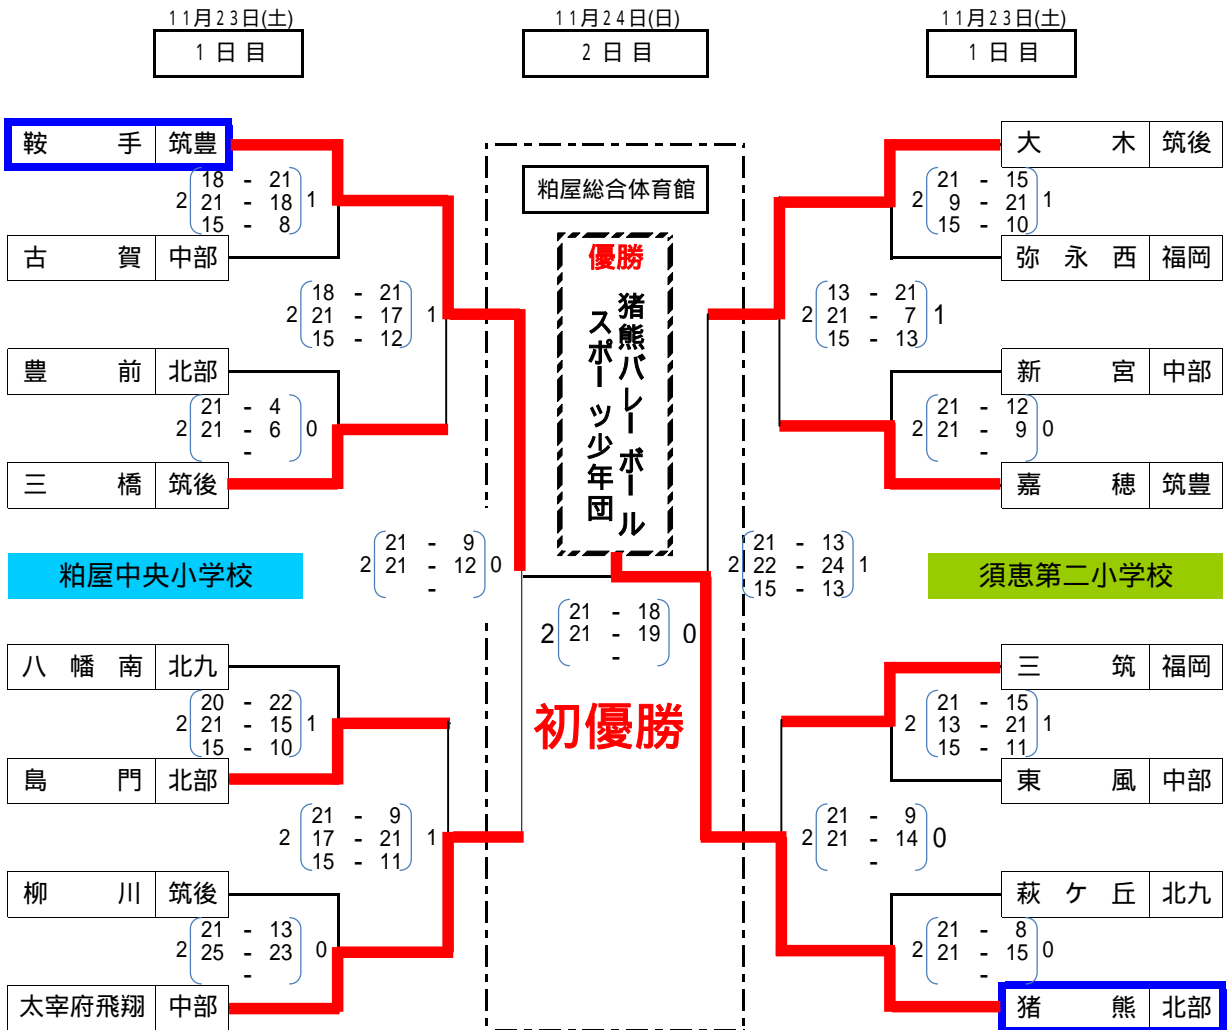 11月23日(土)
1日目
11月24日(日)
2日目
11月23日(土)
1日目
鞍手 筑豊
2 18 - 21 1
21 - 18
15 - 8
古賀 中部
2 18 - 21 1
21 - 17
15 - 12
豊前 北部
2 21 - 4 0
21 - 6
-
三橋 筑後
粕屋中央小学校
2 21 - 9 0
21 - 12
-
八幡南 北九
2 20 - 22 1
21 - 15
15 - 10
島門 北部
2 21 - 9 1
17 - 21
15 - 11
柳川 筑後
2 21 - 13 0
25 - 23
-
太宰府飛翔 中部
粕屋総合体育館
優勝
猪熊バレーボール
スポーツ少年団
2 21 - 18 0
21 - 19
-
初優勝
大木 筑後
2 21 - 15 1
9 - 21
15 - 10
弥永西 福岡
2 13 - 21 1
21 - 7
15 - 13
新宮 中部
2 21 - 12 0
21 - 9
-
嘉穂 筑豊
2 21 - 13 1
22 - 24
15 - 13
須恵第二小学校
三筑 福岡
2 21 - 15 1
13 - 21
15 - 11
東風 中部
2 21 - 9 0
21 - 14
-
萩ケ丘 北九
2 21 - 8 0
21 - 15
-
猪熊 北部